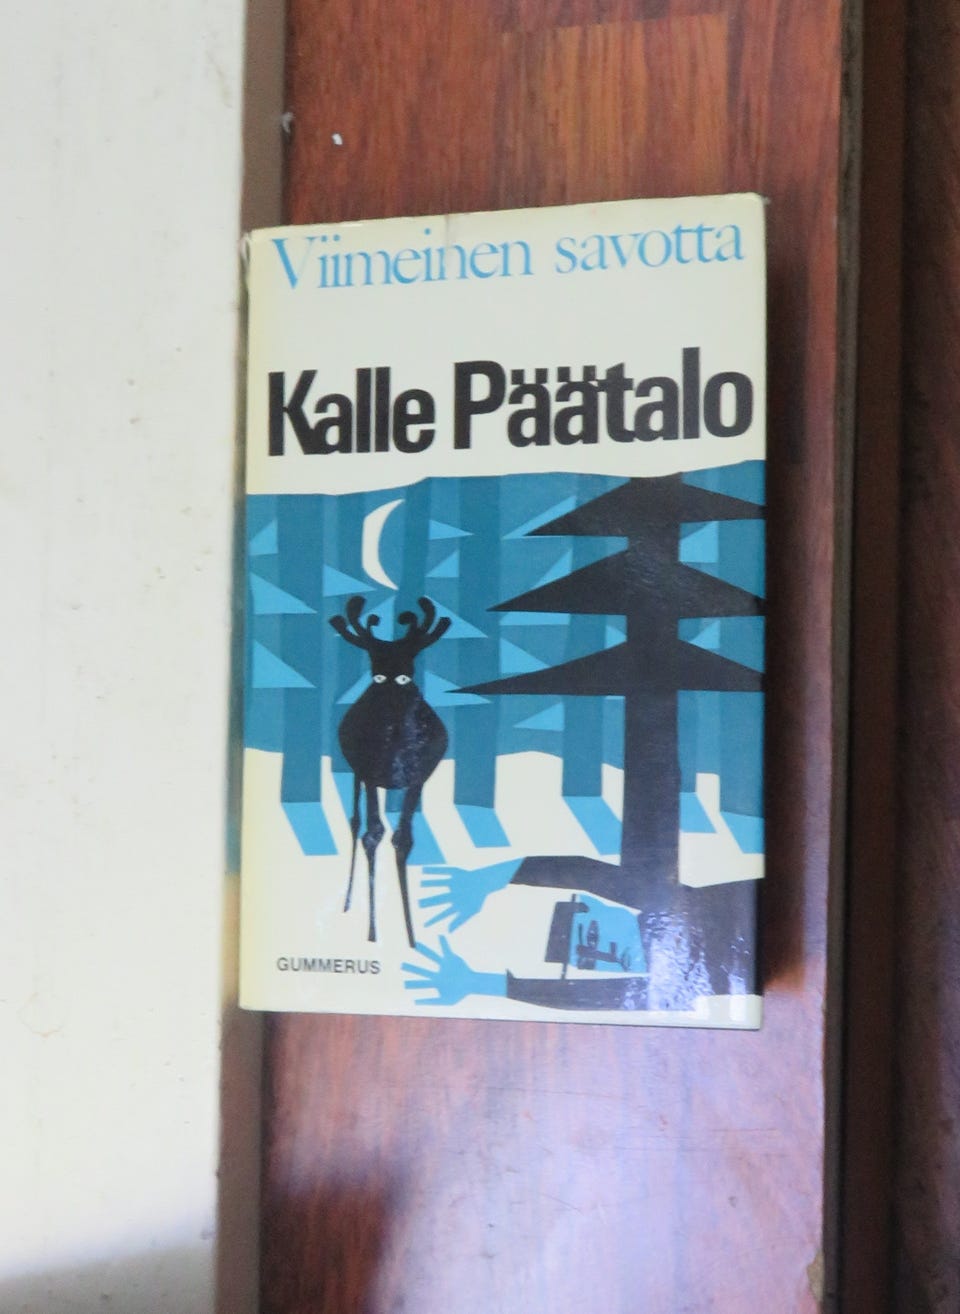 Viimeinen savotta
Kalle Päätalo
GUMMERUS